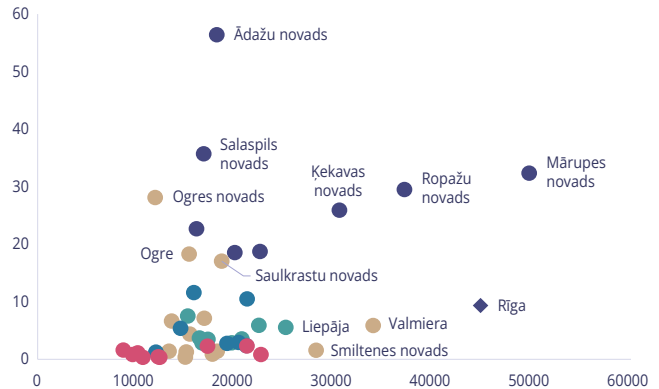 60
Ādažu novads
50
40
Salaspils
novads
Ķekavas
novads
Ropažu
novads
Mārupes
novads
30
Ogres novads
20
Ogre
Saulkrastu novads
10
Rīga
Liepāja
Valmiera
Smiltenes novads
0
0 10000 20000 30000 40000 50000 60000